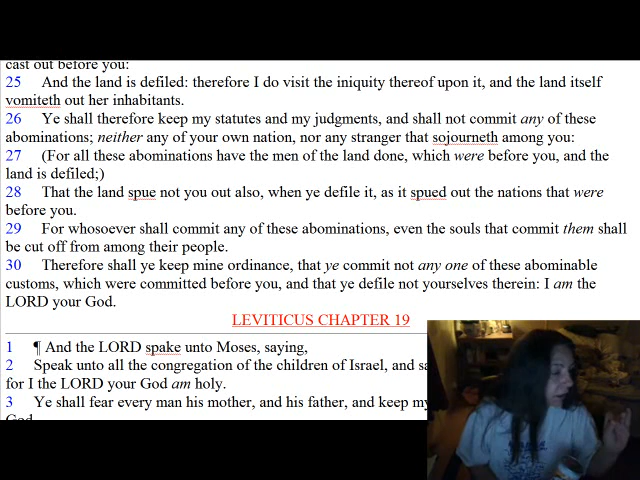 cast out before you:
25 And the land is defiled: therefore I do visit the iniquity thereof upon it, and the land itself
vomiteth out her inhabitants.
26 Ye shall therefore keep my statutes and my judgments, and shall not commit any of these
abominations; neither any of your own nation, nor any stranger that sojourneth among you:
27 (For all these abominations have the men of the land done, which were before you, and the
land is defiled;)
28 That the land spue not you out also, when ye defile it, as it spued out the nations that were
before you.
29 For whosoever shall commit any of these abominations, even the souls that commit them shall
be cut off from among their people.
30 Therefore shall ye keep mine ordinance, that ye commit not any one of these abominable
customs, which were committed before you, and that ye defile not yourselves therein: I am the
LORD your God.
LEVITICUS CHAPTER 19
1 ¶ And the LORD spake unto Moses, saying,
2 Speak unto all the congregation of the children of Israel, and
for I the LORD your God am holy.
3 Ye shall fear every man his mother, and his father, and keep
God.